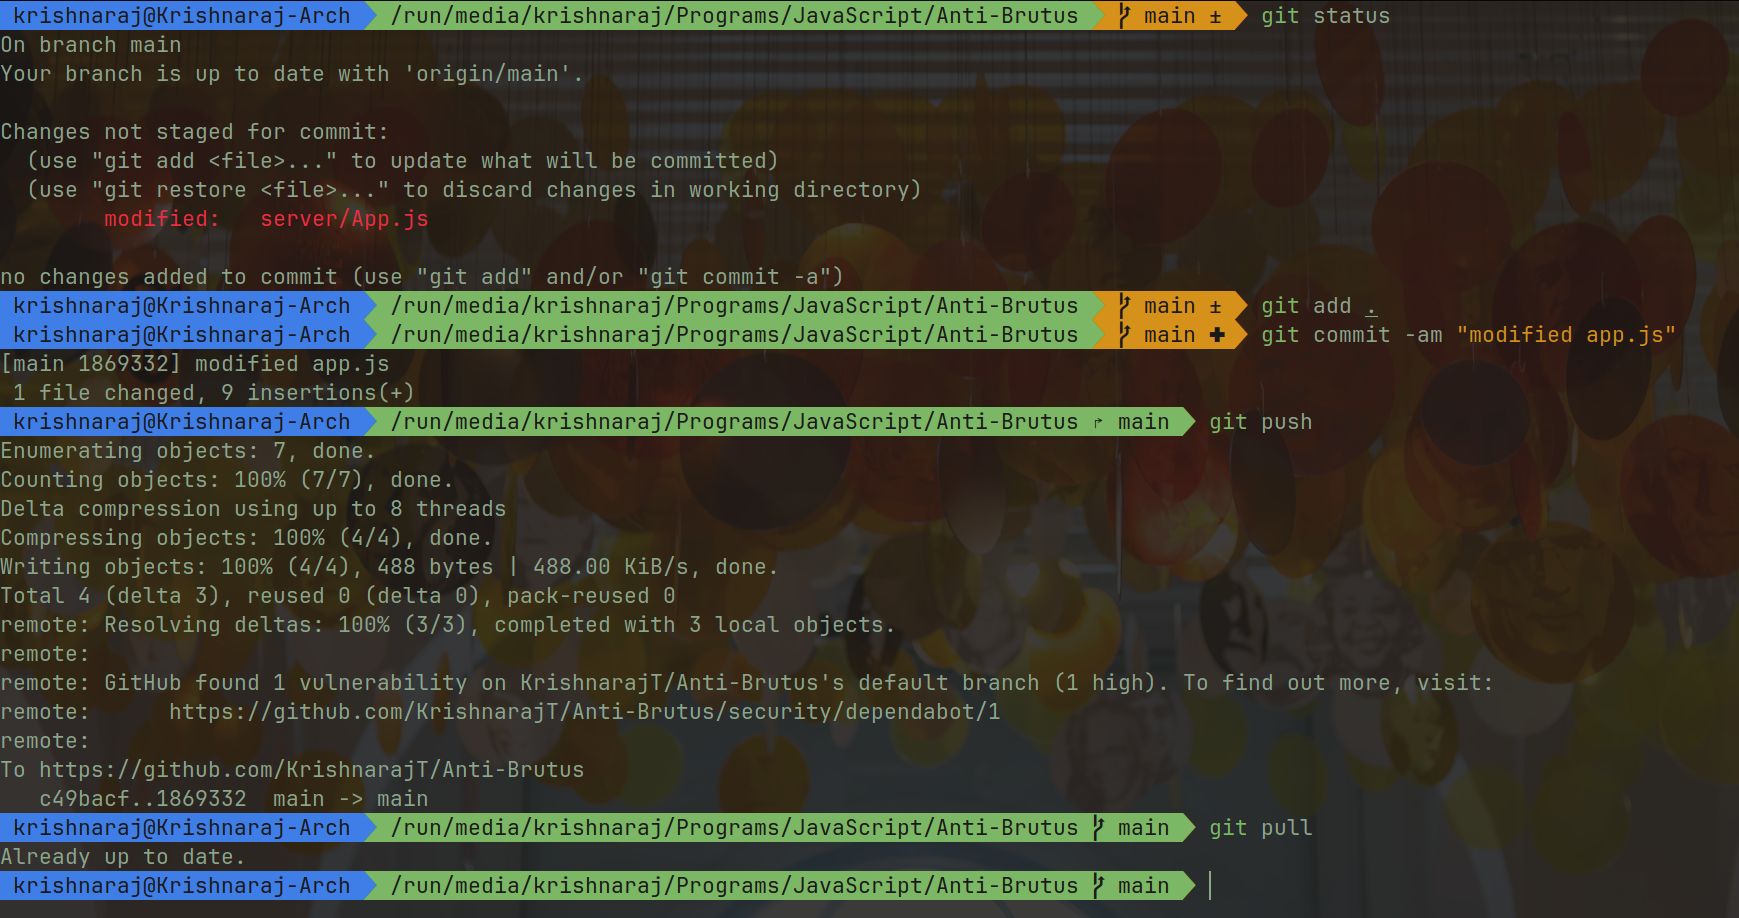 krishnaraj@Krishnaraj-Arch /run/media/krishnaraj/Programs/JavaScript/Anti-Brutus main ± git status
On branch main
Your branch is up to date with 'origin/main'.
Changes not staged for commit:
(use "git add <file>..." to update what will be committed)
(use "git restore <file>..." to discard changes in working directory)
modified: server/App.js
no changes added to commit (use "git add" and/or "git commit -a")
krishnaraj@Krishnaraj-Arch /run/media/krishnaraj/Programs/JavaScript/Anti-Brutus main ± git add .
krishnaraj@Krishnaraj-Arch /run/media/krishnaraj/Programs/JavaScript/Anti-Brutus main ✚ git commit -am "modified app.js"
[main 1869332] modified app.js
1 file changed, 9 insertions(+)
krishnaraj@Krishnaraj-Arch /run/media/krishnaraj/Programs/JavaScript/Anti-Brutus ↱ main git push
Enumerating objects: 7, done.
Counting objects: 100% (7/7), done.
Delta compression using up to 8 threads
Compressing objects: 100% (4/4), done.
Writing objects: 100% (4/4), 488 bytes | 488.00 KiB/s, done.
Total 4 (delta 3), reused 0 (delta 0), pack-reused 0
remote: Resolving deltas: 100% (3/3), completed with 3 local objects.
remote:
remote: GitHub found 1 vulnerability on KrishnarajT/Anti-Brutus's default branch (1 high). To find out more, visit:
remote: https://github.com/KrishnarajT/Anti-Brutus/security/dependabot/1
remote:
To https://github.com/KrishnarajT/Anti-Brutus
c49bacf..1869332 main -> main
krishnaraj@Krishnaraj-Arch /run/media/krishnaraj/Programs/JavaScript/Anti-Brutus main git pull
Already up to date.
krishnaraj@Krishnaraj-Arch /run/media/krishnaraj/Programs/JavaScript/Anti-Brutus main